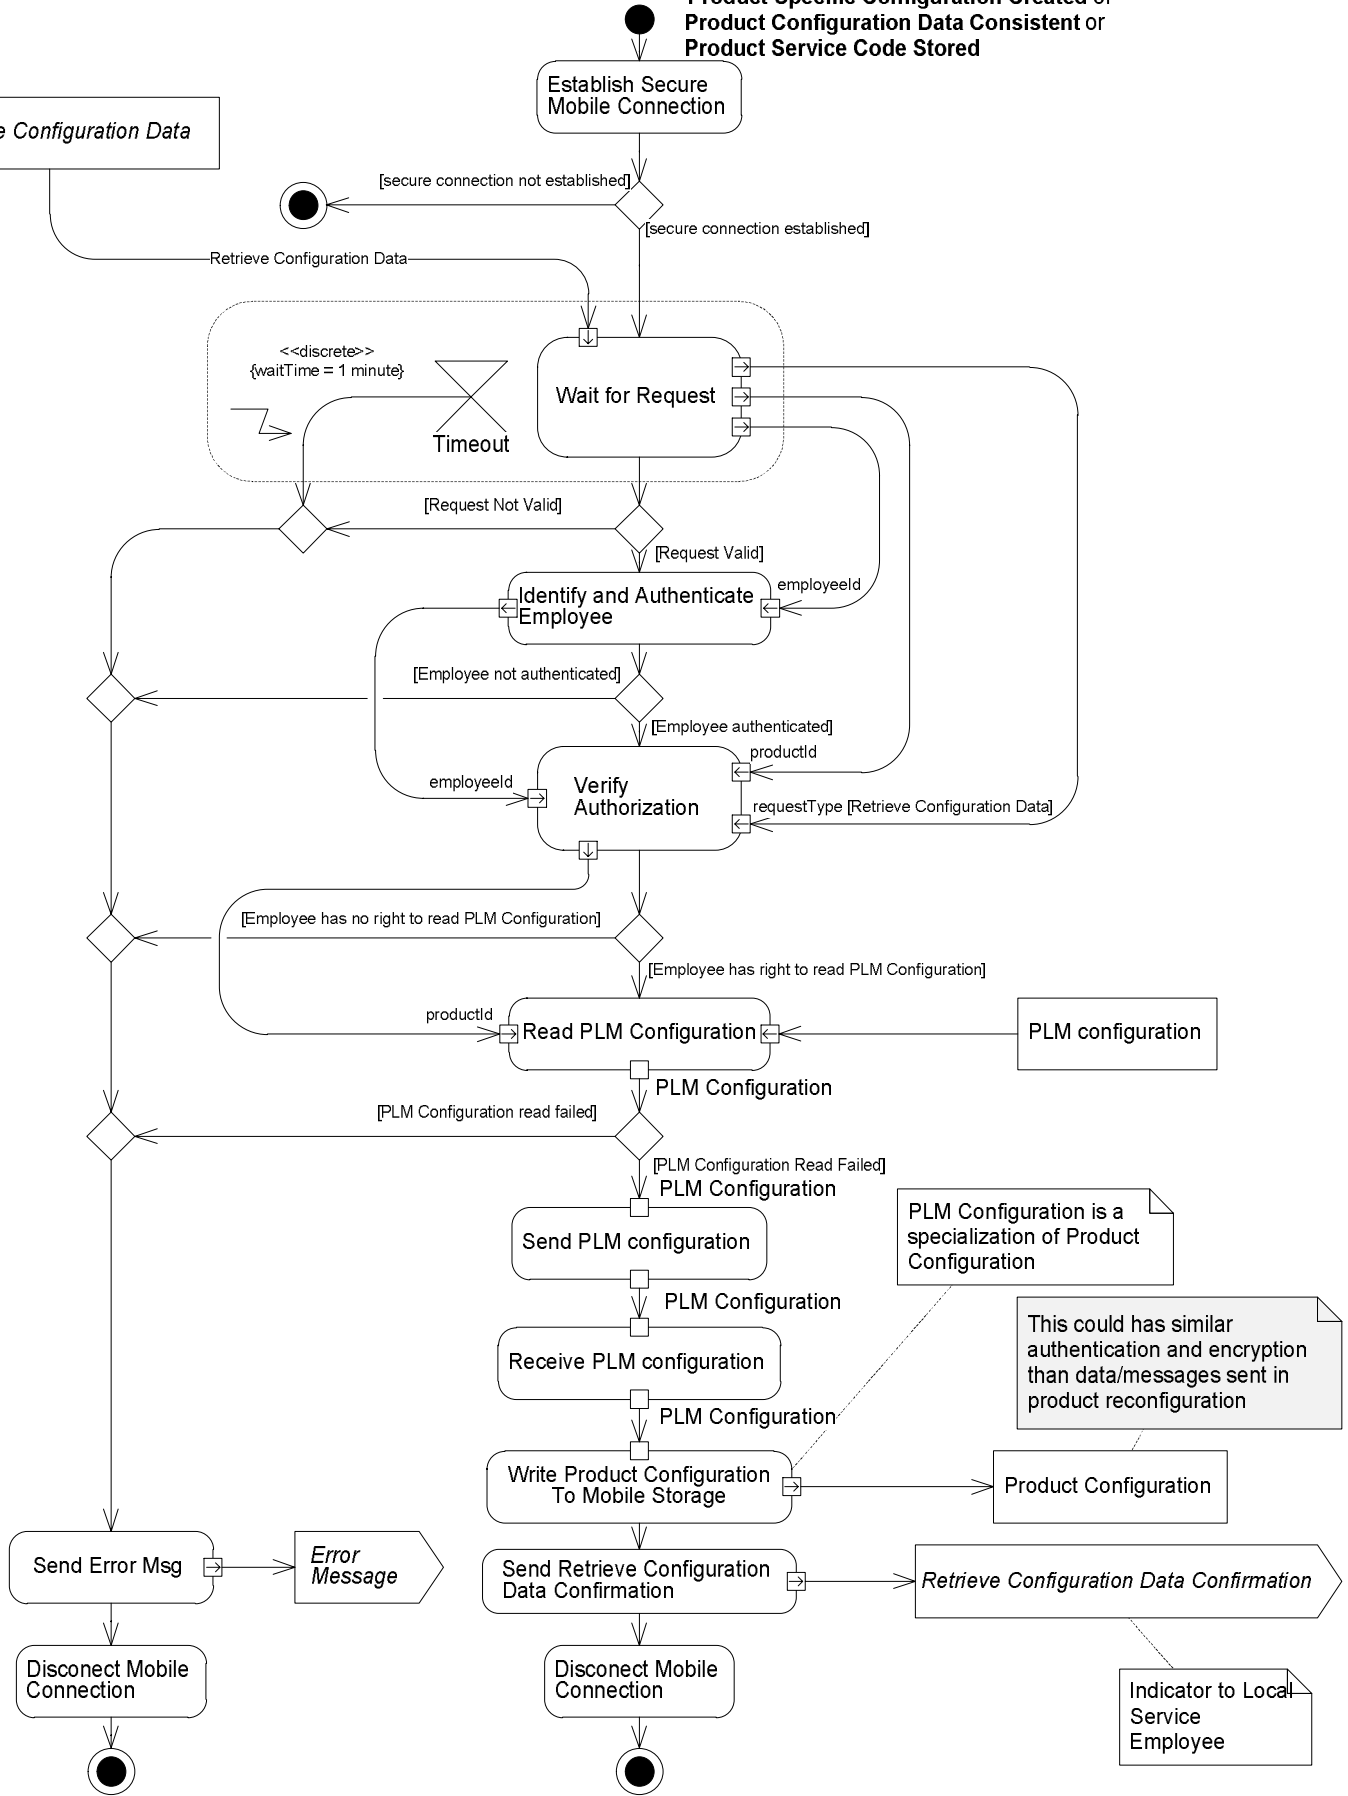 Product Specific Configuration Created or
Product Configuration Data Consistent or
Product Service Code Stored
Establish Secure
Mobile Connection
e Configuration Data
[secure connection not established]
[secure connection established]
Retrieve Configuration Data
<<discrete>>
{waitTime = 1 minute}
Wait for Request
Timeout
[Request Not Valid]
[Request Valid]
employeeId
Identify and Authenticate
Employee
[Employee not authenticated]
[Employee authenticated]
productId
employeeId
Verify
Authorization
requestType [Retrieve Configuration Data]
[Employee has no right to read PLM Configuration]
[Employee has right to read PLM Configuration]
productId
Read PLM Configuration
PLM configuration
PLM Configuration
[PLM Configuration read failed]
[PLM Configuration Read Failed]
PLM Configuration
PLM Configuration is a
specialization of Product
Configuration
Send PLM configuration
PLM Configuration
This could has similar
authentication and encryption
than data/messages sent in
product reconfiguration
Receive PLM configuration
PLM Configuration
Write Product Configuration
To Mobile Storage
Product Configuration
Send Error Msg
Error
Message
Send Retrieve Configuration
Data Confirmation
Retrieve Configuration Data Confirmation
Disconect Mobile
Connection
Disconect Mobile
Connection
Indicator to Local
Service
Employee